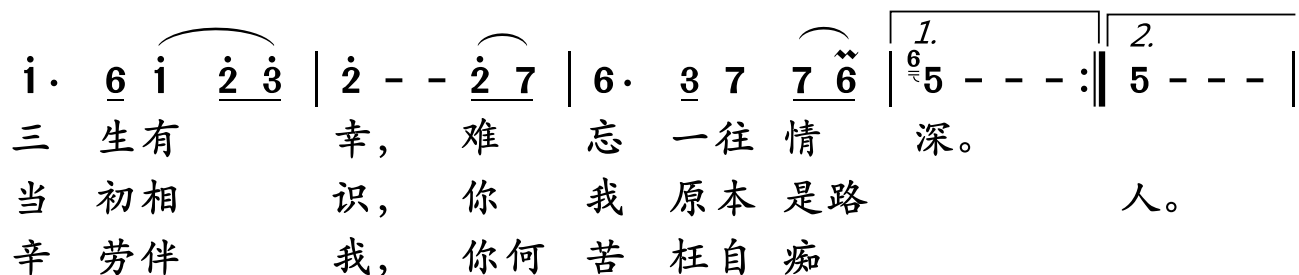 1. 2.
i· 6 i 2 3 | 2 - - 2 7 | 6· 3 7 7 6 | 6 5 - - - :| 5 - - - |
三 生有 幸，难 忘 一往 情 深。
当 初相 识，你 我 原本 是路 人。
辛 劳伴 我，你何 苦 枉自 痴